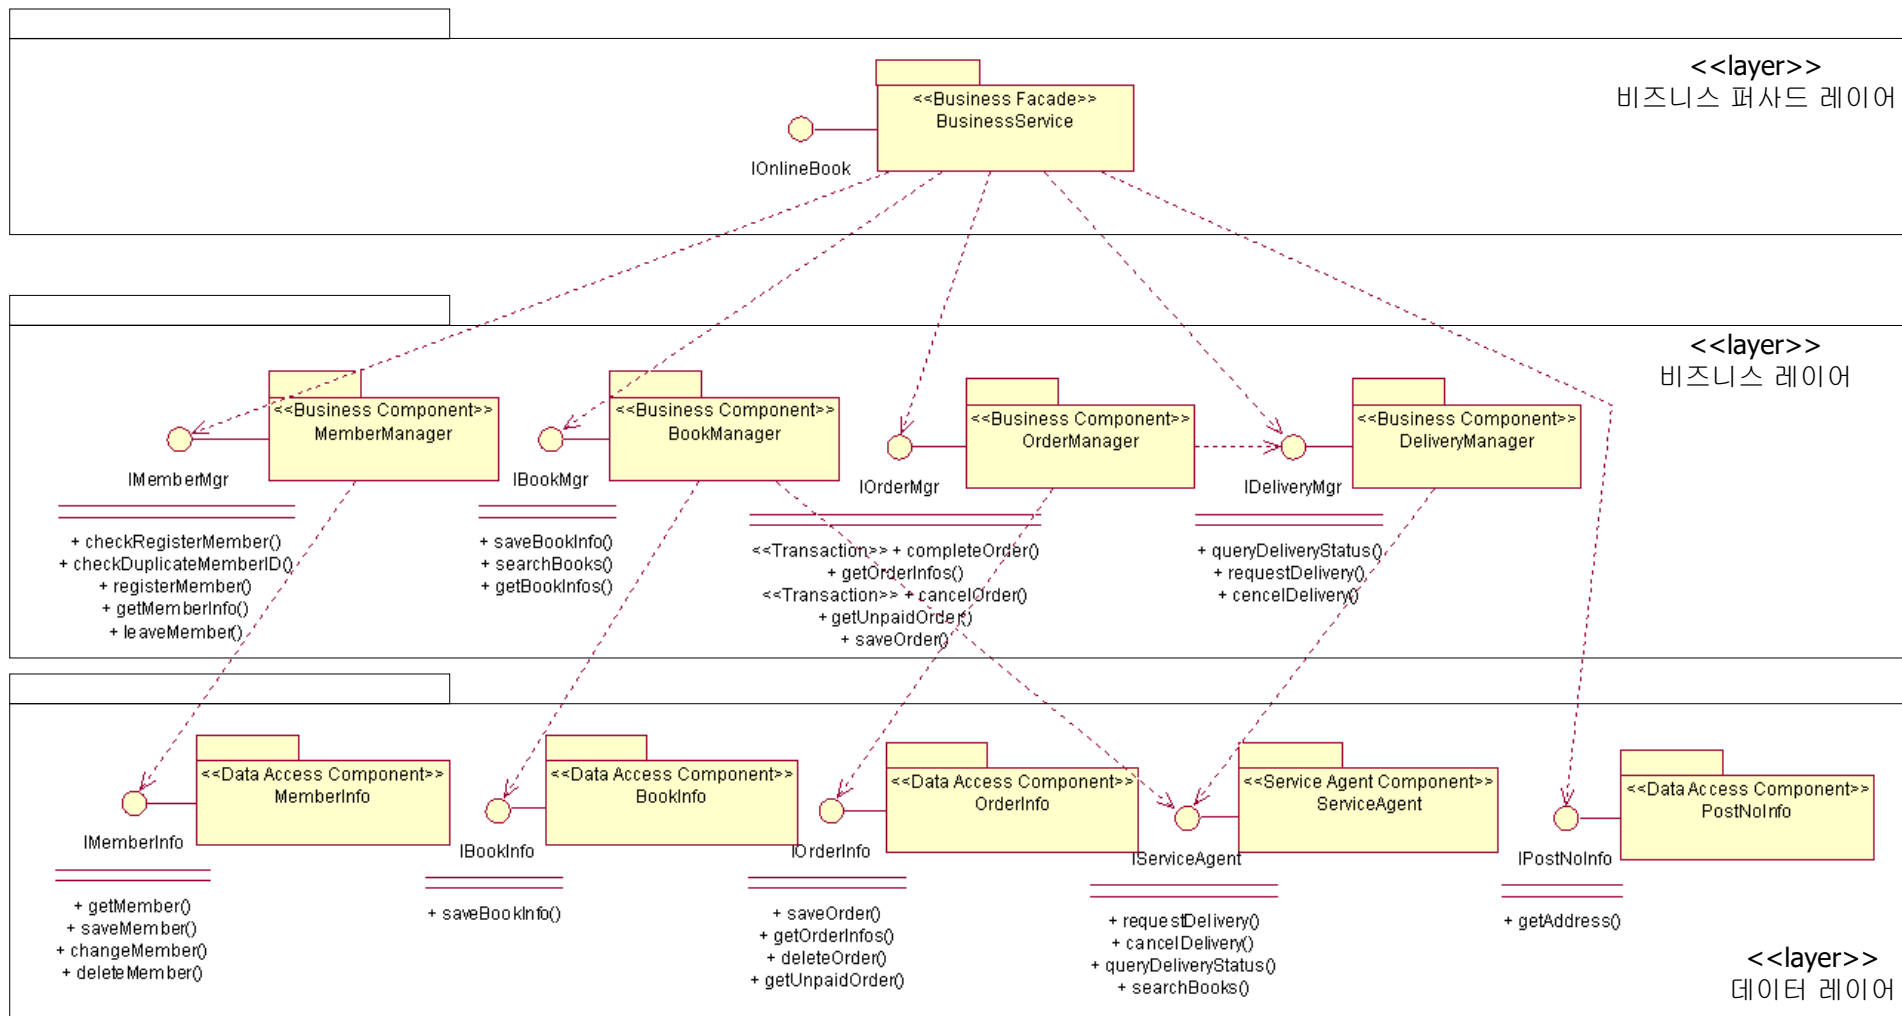 <<layer>>
비즈니스 퍼사드 레이어
<<Business Facade>>
BusinessService
IOnlineBook
<<layer>>
비즈니스 레이어
<<Business Component>>
MemberManager
IMemberMgr
+ checkRegisterMember()
+ checkDuplicateMemberID()
+ registerMember()
+ getMemberInfo()
+ leaveMember()
<<Business Component>>
BookManager
IBookMgr
+ saveBookInfo()
+ searchBooks()
+ getBookInfos()
<<Business Component>>
OrderManager
IOrderMgr
<<Transaction>> + completeOrder()
+ getOrderInfos()
<<Transaction>> + cancelOrder()
+ getUnpaidOrder()
+ saveOrder()
<<Business Component>>
DeliveryManager
IDeliveryMgr
+ queryDeliveryStatus()
+ requestDelivery()
+ cencelDelivery()
<<Data Access Component>>
MemberInfo
IMemberInfo
+ getMember()
+ saveMember()
+ changeMember()
+ deleteMember()
<<Data Access Component>>
BookInfo
IBookInfo
+ saveBookInfo()
<<Data Access Component>>
OrderInfo
IOrderInfo
+ saveOrder()
+ getOrderInfos()
+ deleteOrder()
+ getUnpaidOrder()
<<Service Agent Component>>
ServiceAgent
IServiceAgent
+ requestDelivery()
+ cancelDelivery()
+ queryDeliveryStatus()
+ searchBooks()
<<Data Access Component>>
PostNoInfo
IPostNoInfo
+ getAddress()
<<layer>>
데이터 레이어